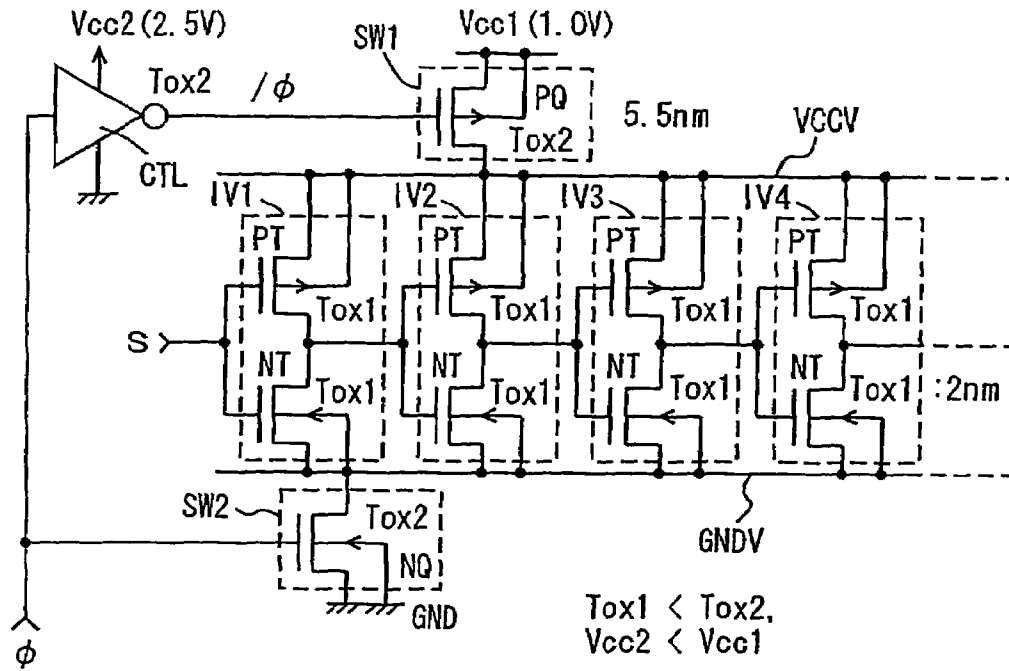 Vcc2(2.5V)
Vcc1(1.0V)
SW1
Tox2
/φ
PQ
Tox2
5.5nm
VCCV
CTL
IV1
IV2
IV3
IV4
PT
PT
PT
PT
Tox1
Tox1
Tox1
Tox1
S
NT
NT
NT
NT
Tox1
Tox1
Tox1
Tox1
:2nm
SW2
Tox2
NQ
GNDV
GND
φ
Tox1 < Tox2,
Vcc2 < Vcc1